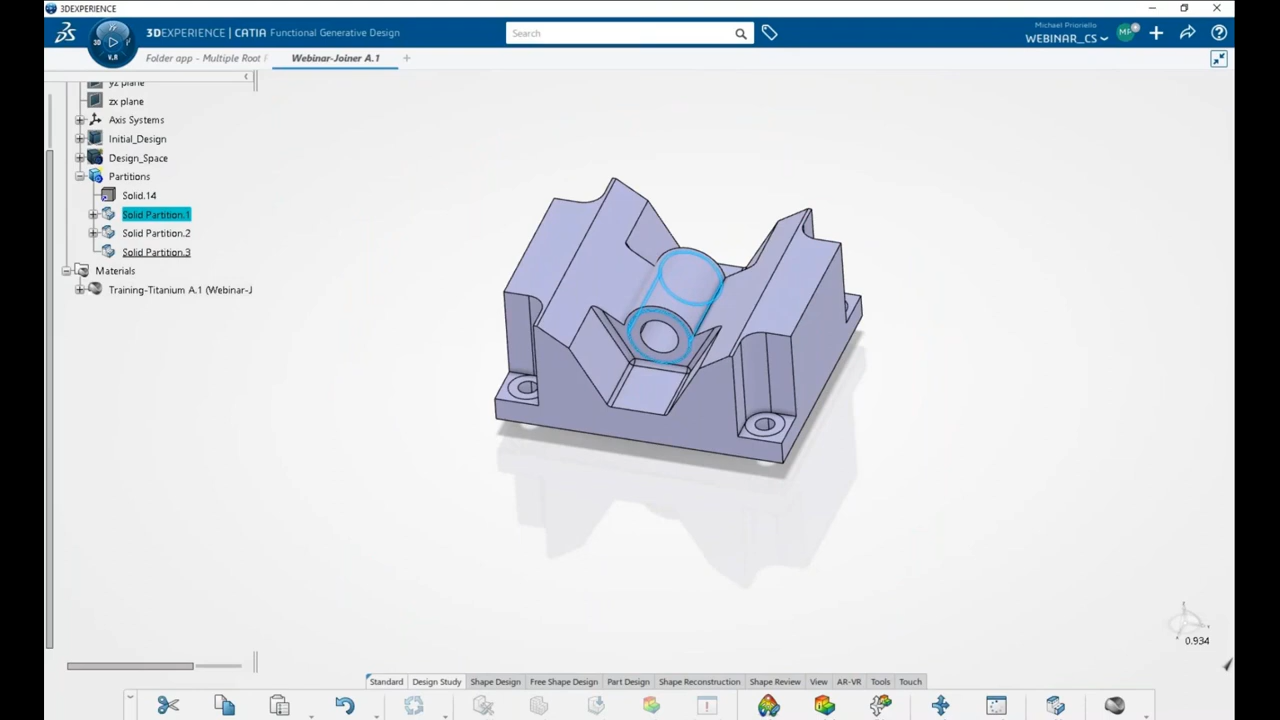 3DEXPERIENCE
3DEXPERIENCE | CATIA Functional Generative Design
Search
Michael Prioriello
WEBINAR_CS
MP
3D
V.R
Folder app - Multiple Root F
Webinar-Joiner A.1
yz plane
zx plane
Axis Systems
Initial_Design
Design_Space
Partitions
Solid.14
Solid Partition.1
Solid Partition.2
Solid Partition.3
Materials
Training-Titanium A.1 (Webinar-J
0.934
Standard Design Study Shape Design Free Shape Design Part Design Shape Reconstruction Shape Review View AR-VR Tools Touch